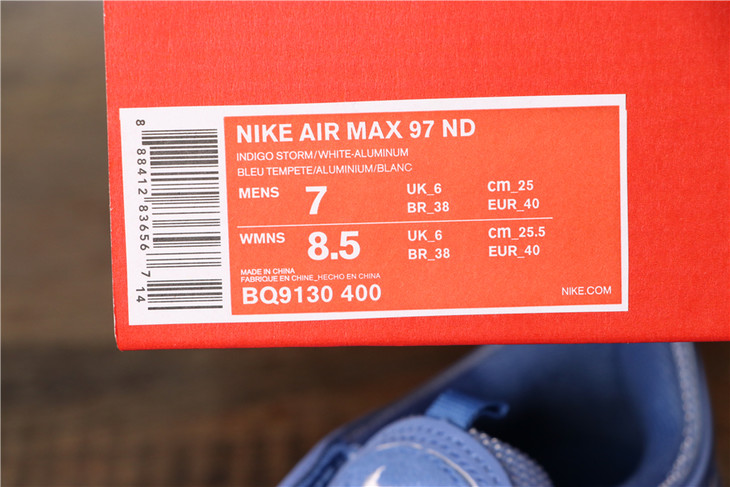 8 88412 83656 7 14
NIKE AIR MAX 97 ND
INDIGO STORM/WHITE-ALUMINUM
BLEU TEMPETE/ALUMINIUM/BLANC
MENS 7 UK_6 cm_25
BR_38 EUR_40
WMNS 8.5 UK_6 cm_25.5
BR_38 EUR_40
MADE IN CHINA
FABRIQUE EN CHINE_HECHO EN CHINA
BQ9130 400
NIKE.COM